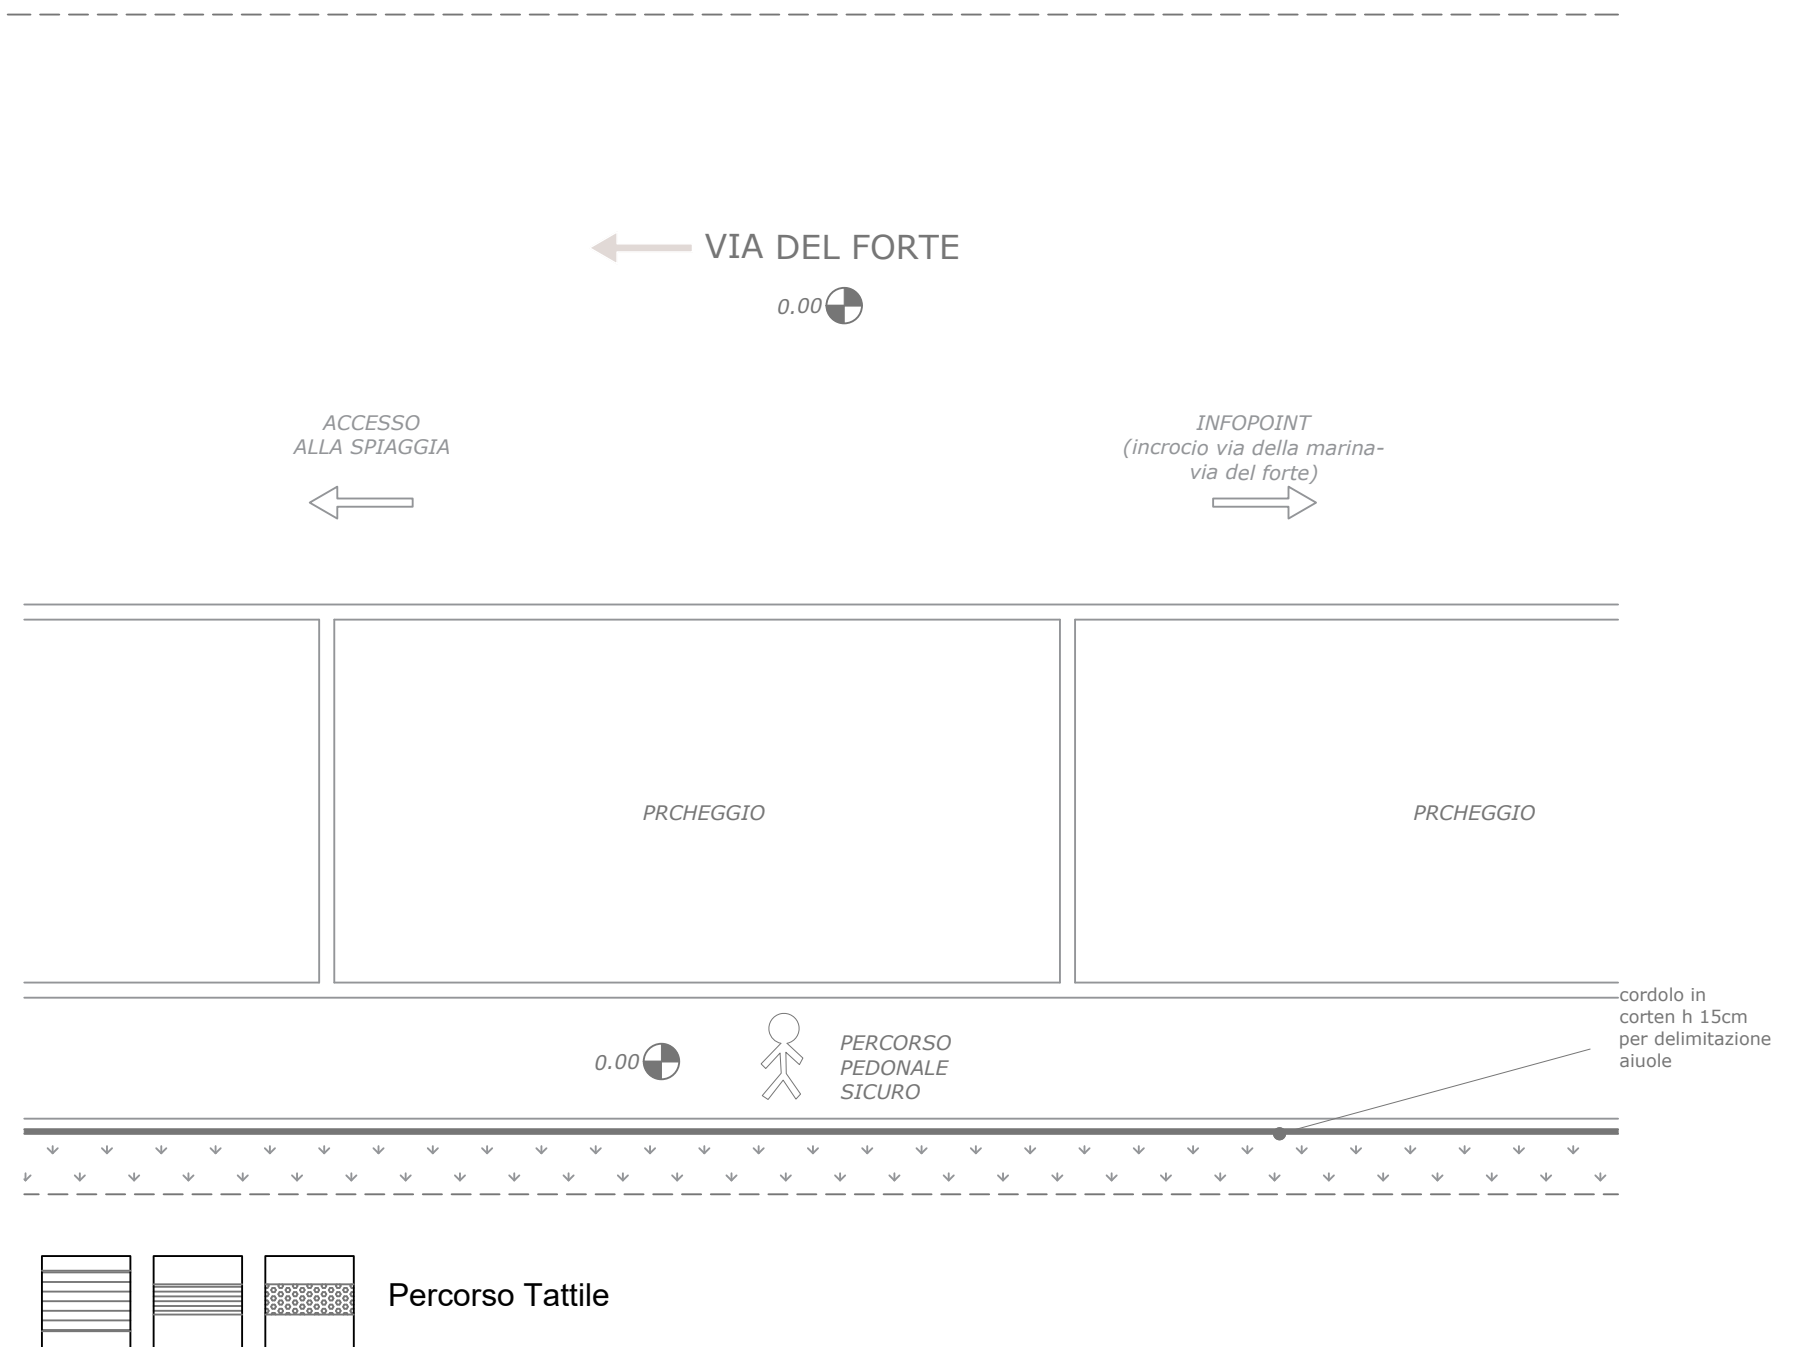 VIA DEL FORTE
0.00
ACCESSO
ALLA SPIAGGIA
INFOPOINT
(incrocio via della marina-
via del forte)
PRCHEGGIO
PRCHEGGIO
cordolo in
corten h 15cm
per delimitazione
aiuole
0.00
PERCORSO
PEDONALE
SICURO
Percorso Tattile